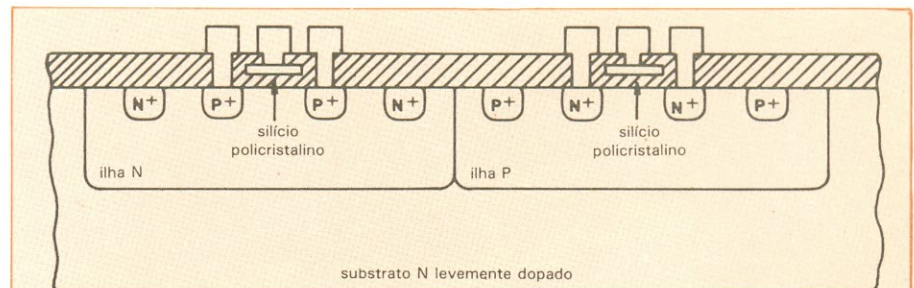 N+ P+ P+ N+ P+ N+ N+ P+
silício silício
policristalino policristalino
ilha N ilha P
substrato N levemente dopado